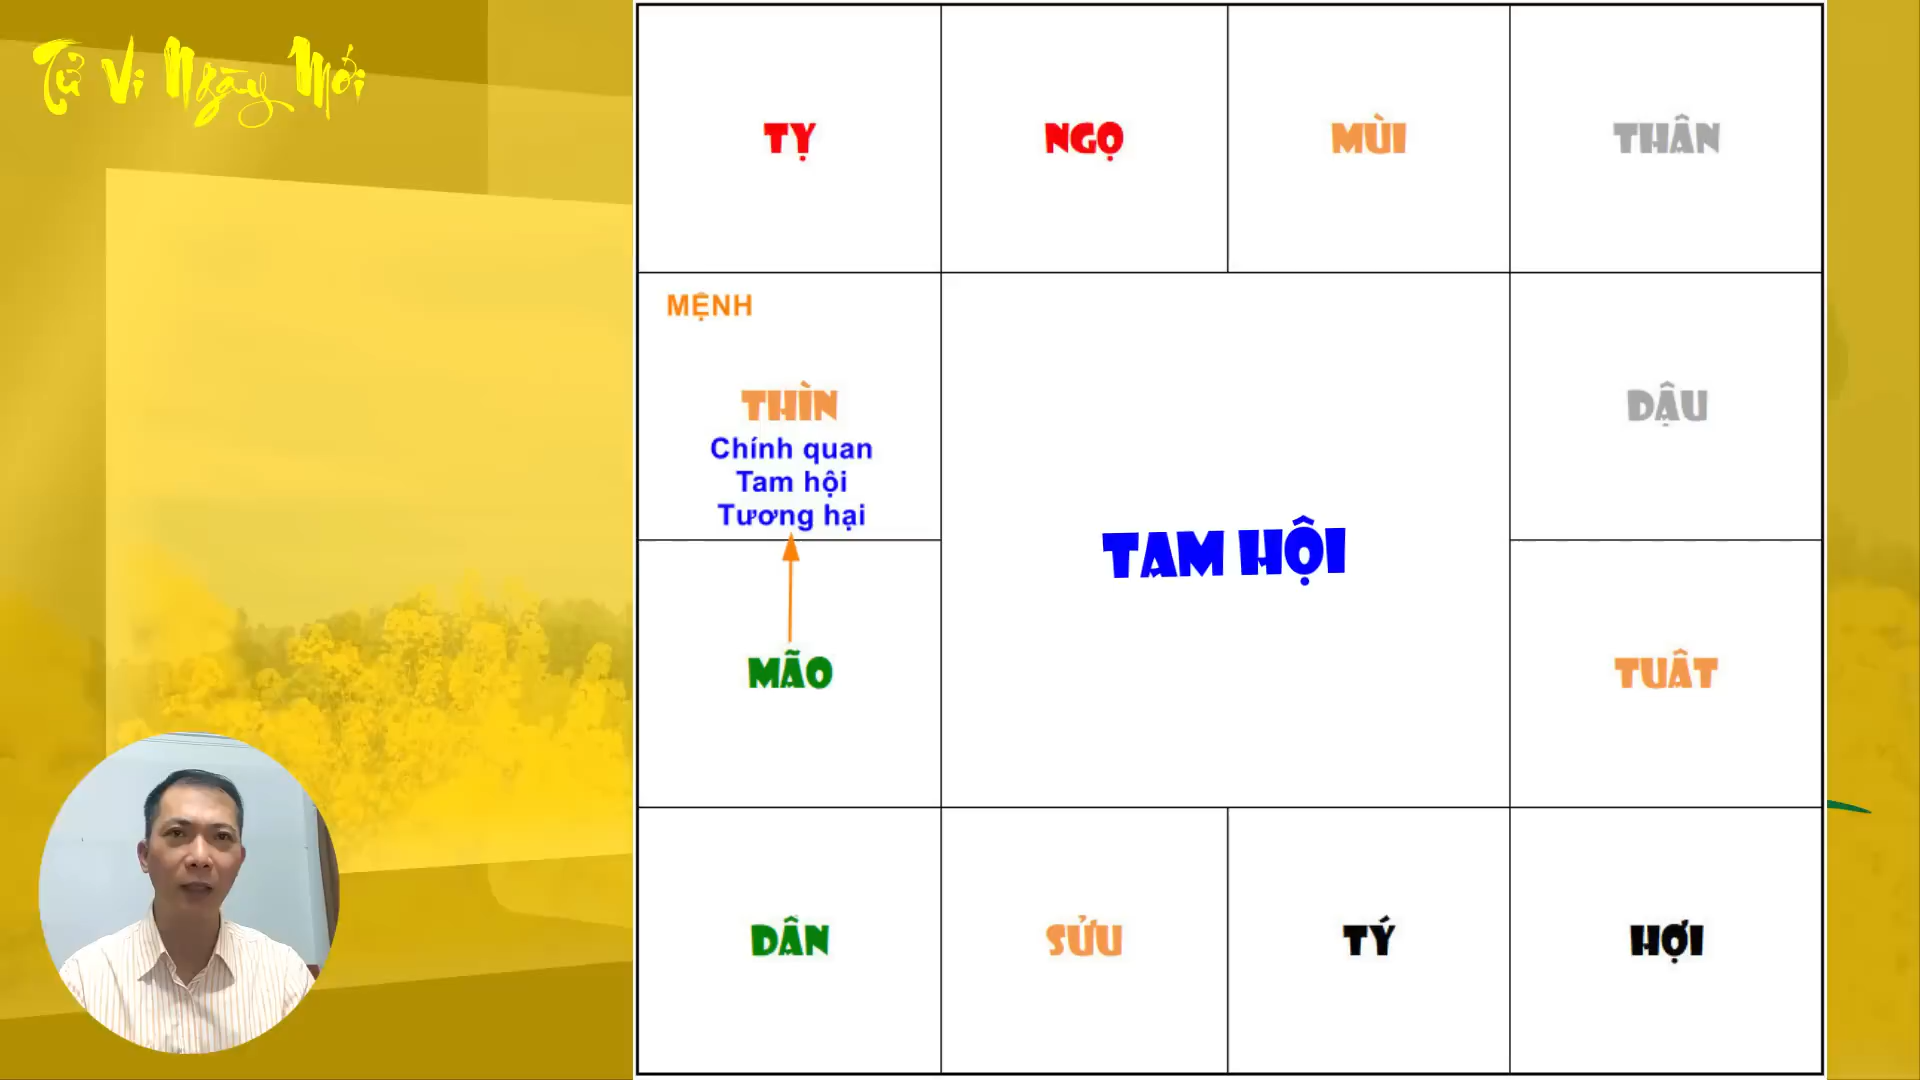 Tử Vi Ngày Mới
TỴ
NGỌ
MÙI
THÂN
MỆNH
THÌN
Chính quan
Tam hội
Tương hại
DẬU
TAM HỘI
MÃO
TUẤT
DẦN
SỬU
TÝ
HỢI